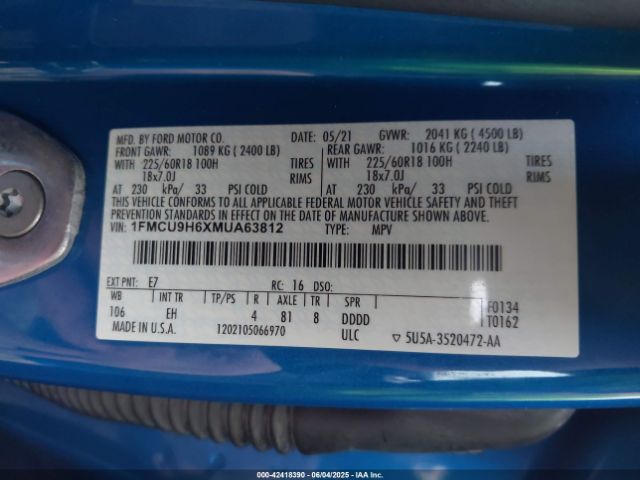 MFD. BY FORD MOTOR CO. DATE: 05/21 GVWR: 2041 KG ( 4500 LB)
FRONT GAWR: 1089 KG ( 2400 LB) REAR GAWR: 1016 KG ( 2240 LB)
WITH 225/60R18 100H TIRES WITH 225/60R18 100H TIRES
18x7.0J RIMS 18x7.0J RIMS
AT 230 kPa/ 33 PSI COLD AT 230 kPa/ 33 PSI COLD
THIS VEHICLE CONFORMS TO ALL APPLICABLE FEDERAL MOTOR VEHICLE SAFETY AND THEFT
PREVENTION STANDARDS IN EFFECT ON THE DATE OF MANUFACTURE SHOWN ABOVE.
VIN: 1FMCU9H6XMUA63812 TYPE: MPV
EXT PNT: E7 RC: 16 DSO:
WB INT TR TP/PS R AXLE TR SPR
106 EH 4 81 8 DDDD
F0134
T0162
MADE IN U.S.A. 1202105066970 ULC ▽ 5U5A-3520472-AA
000-42418390 - 06/04/2025 - IAA Inc.